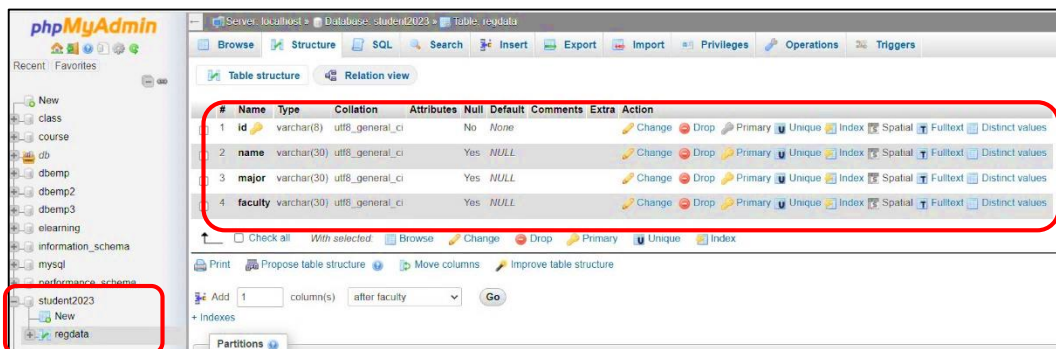 phpMyAdmin
Recent Favorites
New
class
course
db
dbemp
dbemp2
dbemp3
elearning
information_schema
mysql
performance_schema
student2023
New
regdata
Server: localhost » Database: student2023 » Table: regdata
Browse Structure SQL Search Insert Export Import Privileges Operations Triggers
Table structure Relation view
# Name Type Collation Attributes Null Default Comments Extra Action
1 id varchar(8) utf8_general_ci No None Change Drop Primary Unique Index Spatial Fulltext Distinct values
2 name varchar(30) utf8_general_ci Yes NULL Change Drop Primary Unique Index Spatial Fulltext Distinct values
3 major varchar(30) utf8_general_ci Yes NULL Change Drop Primary Unique Index Spatial Fulltext Distinct values
4 faculty varchar(30) utf8_general_ci Yes NULL Change Drop Primary Unique Index Spatial Fulltext Distinct values
Check all With selected: Browse Change Drop Primary Unique Index
Print Propose table structure Move columns Improve table structure
Add 1 column(s) after faculty Go
+ Indexes
Partitions